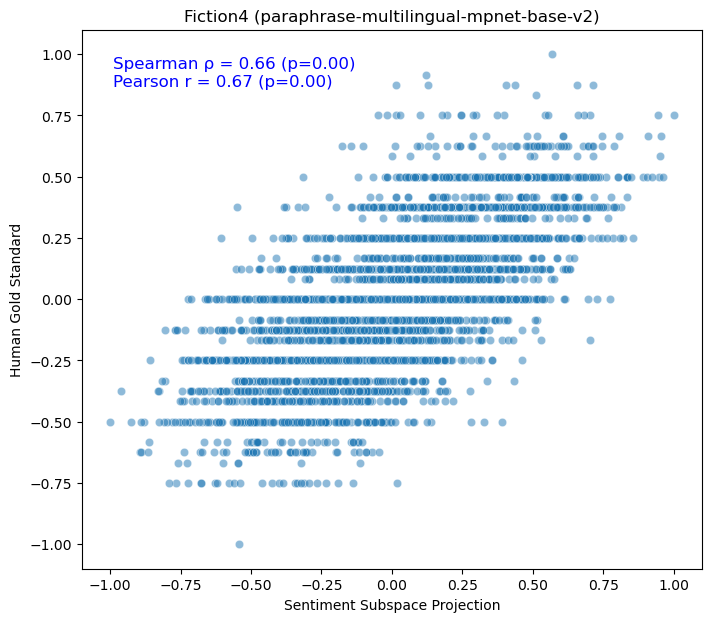 Fiction4 (paraphrase-multilingual-mpnet-base-v2)
Spearman ρ = 0.66 (p=0.00)
Pearson r = 0.67 (p=0.00)
Human Gold Standard
1.00
0.75
0.50
0.25
0.00
−0.25
−0.50
−0.75
−1.00
−1.00 −0.75 −0.50 −0.25 0.00 0.25 0.50 0.75 1.00
Sentiment Subspace Projection